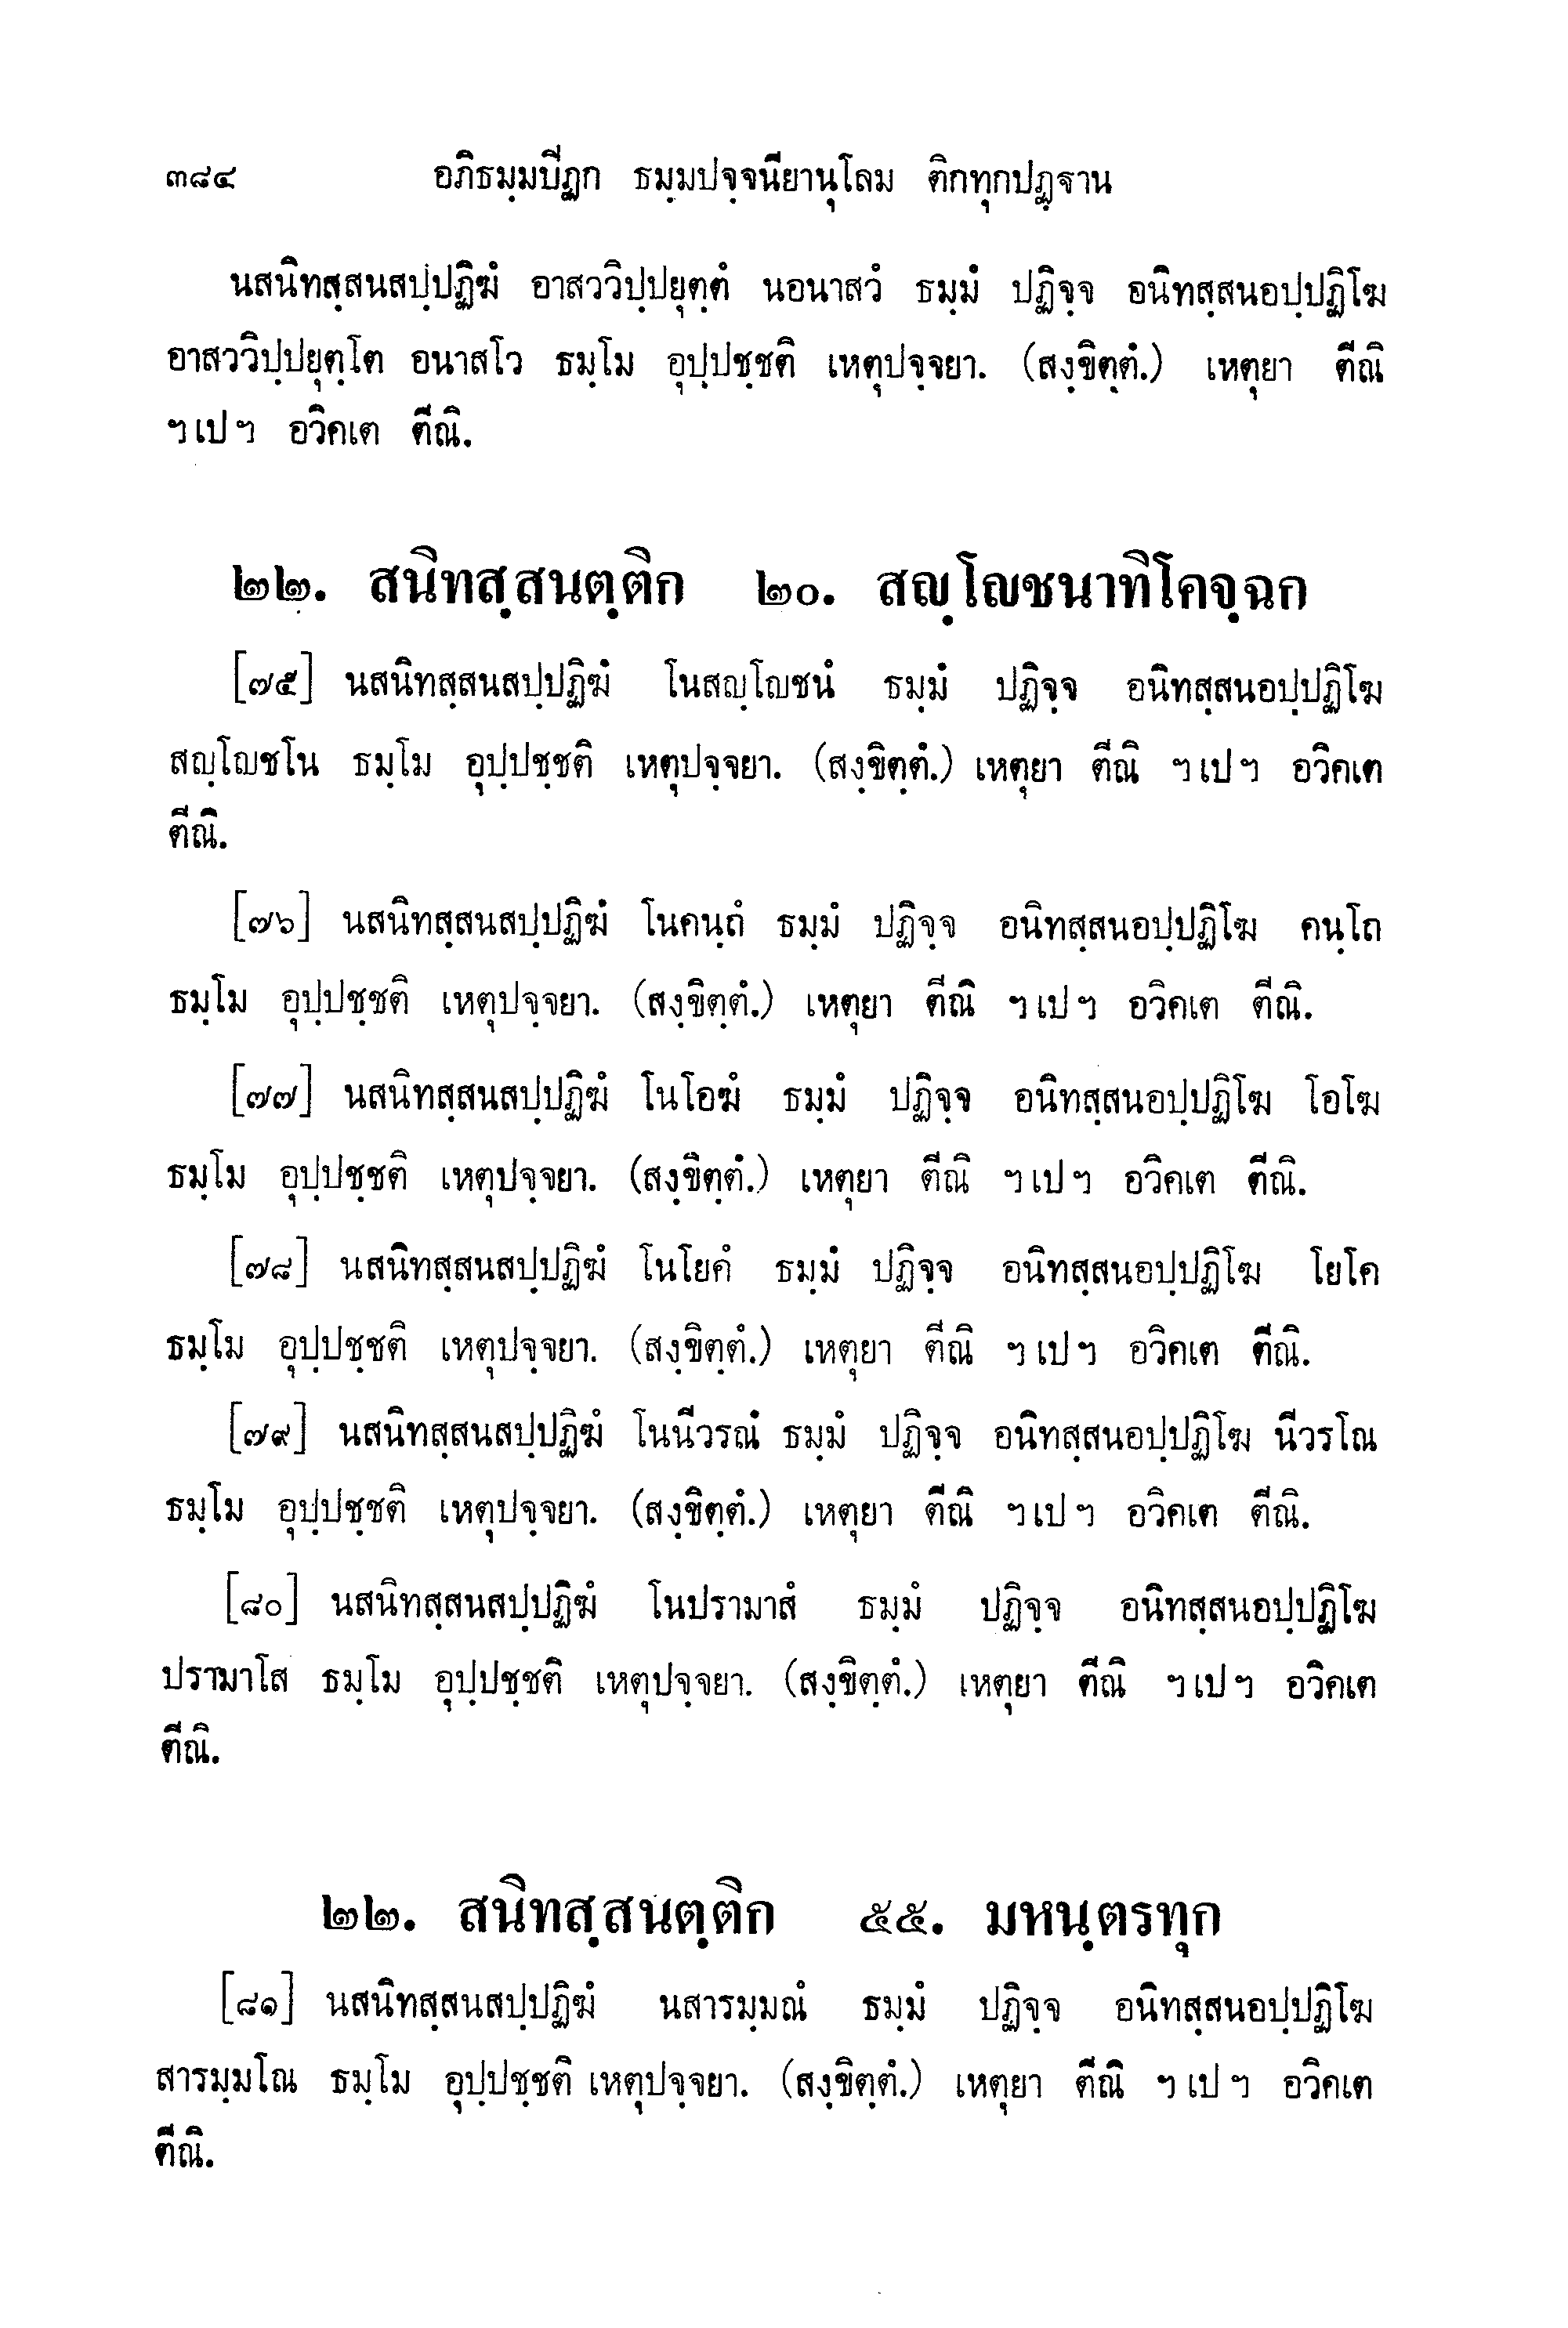 ๓๘๔ อภิธมฺมปีฏก ธมฺมปจฺจนียานุโลม ติกทุกปฏฺฐาน
นสนิทสฺสนสปฺปฏิฆํ อาสววิปฺปยุตฺตํ นอนาสวํ ธมฺมํ ปฏิจฺจ อนิทสฺสนอปฺปฏิโฆ
อาสววิปฺปยุตฺโต อนาสโว ธมฺโม อุปฺปชฺชติ เหตุปจฺจยา. (สงฺขิตฺตํ.) เหตุยา ตีณิ
ฯ เป ฯ อวิคเต ตีณิ.
๒๒. สนิทสฺสนตฺติก ๒๐. สญฺโญชนาทิโคจฺฉก
[๗๕] นสนิทสฺสนสปฺปฏิฆํ โนสญฺโญชนํ ธมฺมํ ปฏิจฺจ อนิทสฺสนอปฺปฏิโฆ
สญฺโญชโน ธมฺโม อุปฺปชฺชติ เหตุปจฺจยา. (สงฺขิตฺตํ.) เหตุยา ตีณิ ฯ เป ฯ อวิคเต
ตีณิ.
[๗๖] นสนิทสฺสนสปฺปฏิฆํ โนคนฺถํ ธมฺมํ ปฏิจฺจ อนิทสฺสนอปฺปฏิโฆ คนฺโถ
ธมฺโม อุปฺปชฺชติ เหตุปจฺจยา. (สงฺขิตฺตํ.) เหตุยา ตีณิ ฯ เป ฯ อวิคเต ตีณิ.
[๗๗] นสนิทสฺสนสปฺปฏิฆํ โนโอฆํ ธมฺมํ ปฏิจฺจ อนิทสฺสนอปฺปฏิโฆ โอโฆ
ธมฺโม อุปฺปชฺชติ เหตุปจฺจยา. (สงฺขิตฺตํ.) เหตุยา ตีณิ ฯ เป ฯ อวิคเต ตีณิ.
[๗๘] นสนิทสฺสนสปฺปฏิฆํ โนโยคํ ธมฺมํ ปฏิจฺจ อนิทสฺสนอปฺปฏิโฆ โยโค
ธมฺโม อุปฺปชฺชติ เหตุปจฺจยา. (สงฺขิตฺตํ.) เหตุยา ตีณิ ฯ เป ฯ อวิคเต ตีณิ.
[๗๙] นสนิทสฺสนสปฺปฏิฆํ โนนีวรณํ ธมฺมํ ปฏิจฺจ อนิทสฺสนอปฺปฏิโฆ นีวรโณ
ธมฺโม อุปฺปชฺชติ เหตุปจฺจยา. (สงฺขิตฺตํ.) เหตุยา ตีณิ ฯ เป ฯ อวิคเต ตีณิ.
[๘๐] นสนิทสฺสนสปฺปฏิฆํ โนปรามาสํ ธมฺมํ ปฏิจฺจ อนิทสฺสนอปฺปฏิโฆ
ปรามาโส ธมฺโม อุปฺปชฺชติ เหตุปจฺจยา. (สงฺขิตฺตํ.) เหตุยา ตีณิ ฯ เป ฯ อวิคเต
ตีณิ.
๒๒. สนิทสฺสนตฺติก ๕๕. มหนฺตรทุก
[๘๑] นสนิทสฺสนสปฺปฏิฆํ นสารมฺมณํ ธมฺมํ ปฏิจฺจ อนิทสฺสนอปฺปฏิโฆ
สารมฺมโณ ธมฺโม อุปฺปชฺชติ เหตุปจฺจยา. (สงฺขิตฺตํ.) เหตุยา ตีณิ ฯ เป ฯ อวิคเต
ตีณิ.